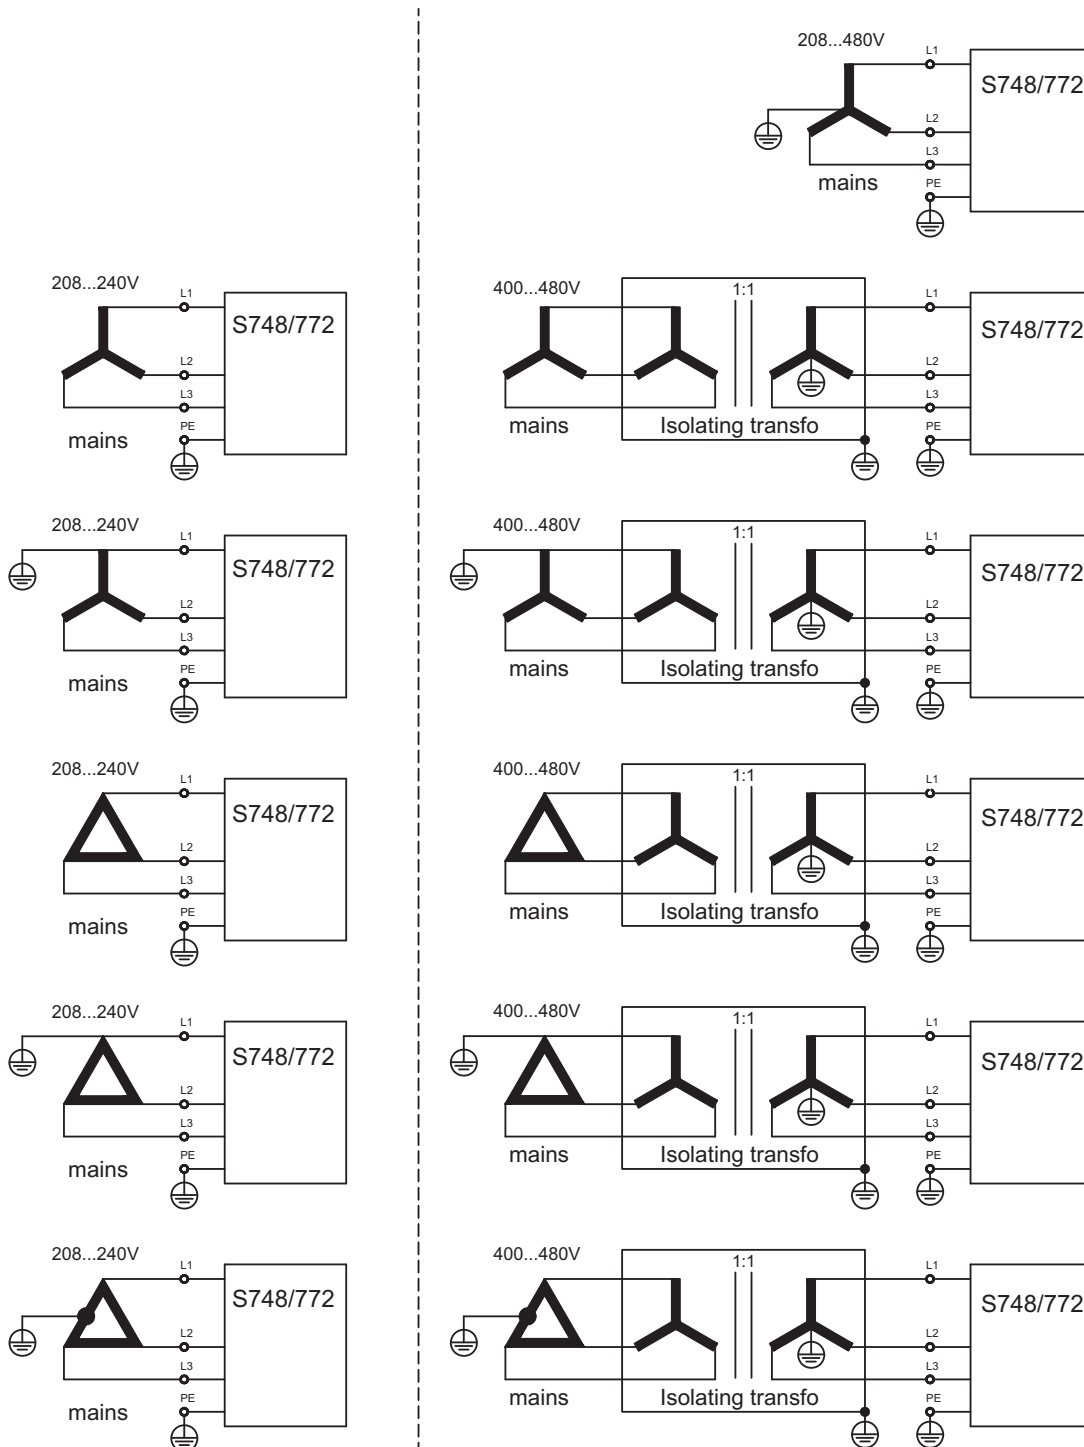 208...480V
L1
S748/772
L2
L3
mains
PE
208...240V
L1
S748/772
L2
L3
PE
mains
400...480V
1:1
L1
S748/772
L2
L3
PE
mains
Isolating transfo
208...240V
L1
S748/772
L2
L3
PE
mains
400...480V
1:1
L1
S748/772
L2
L3
PE
mains
Isolating transfo
208...240V
L1
S748/772
L2
L3
PE
mains
400...480V
1:1
L1
S748/772
L2
L3
PE
mains
Isolating transfo
208...240V
L1
S748/772
L2
L3
PE
mains
400...480V
1:1
L1
S748/772
L2
L3
PE
mains
Isolating transfo
208...240V
L1
S748/772
L2
L3
PE
mains
400...480V
1:1
L1
S748/772
L2
L3
PE
mains
Isolating transfo